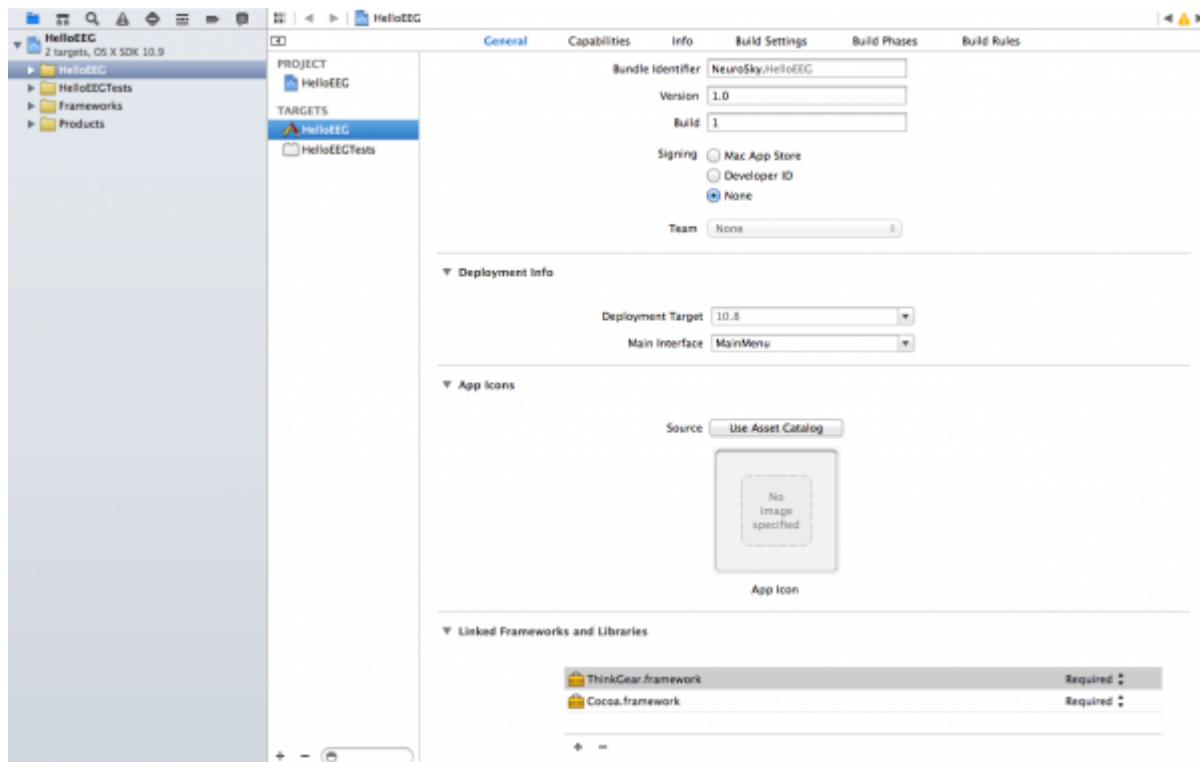 HelloEEG
HelloEEG
2 targets, OS X SDK 10.9
HelloEEG
HelloEEGTests
Frameworks
Products
General Capabilities Info Build Settings Build Phases Build Rules
PROJECT
HelloEEG
TARGETS
HelloEEG
HelloEEGTests
Bundle Identifier NeuroSky.HelloEEG
Version 1.0
Build 1
Signing Mac App Store
Developer ID
None
Team None
Deployment Info
Deployment Target 10.8
Main Interface MainMenu
App Icons
Source Use Asset Catalog
No
image
specified
App Icon
Linked Frameworks and Libraries
ThinkGear.framework Required
Cocoa.framework Required